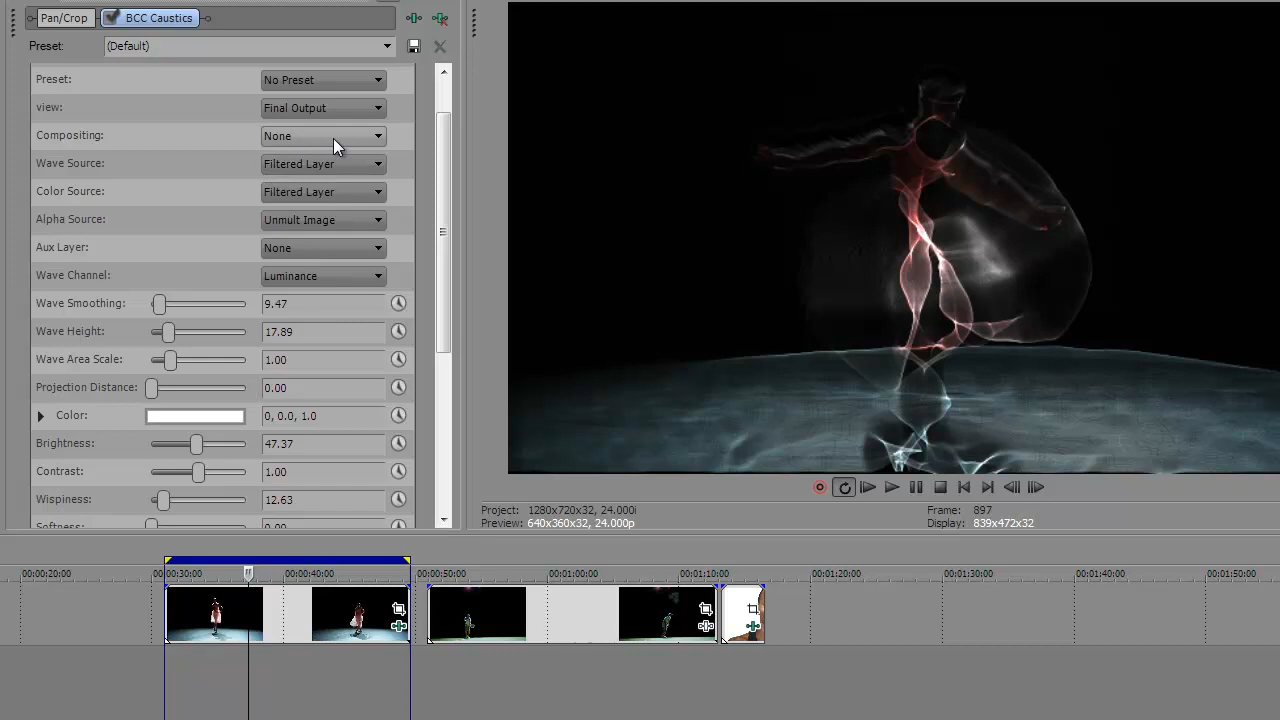 Pan/Crop BCC Caustics
Preset: (Default)
Preset: No Preset
view: Final Output
Compositing: None
Wave Source: Filtered Layer
Color Source: Filtered Layer
Alpha Source: Unmult Image
Aux Layer: None
Wave Channel: Luminance
Wave Smoothing: 9.47
Wave Height: 17.89
Wave Area Scale: 1.00
Projection Distance: 0.00
Color: 0, 0.0, 1.0
Brightness: 47.37
Contrast: 1.00
Wispiness: 12.63
Softness: 0.00
Project: 1280x720x32, 24.000i
Frame: 897
Preview: 640x360x32, 24.000p
Display: 839x472x32
00:00:20:00 00:00:30:00 00:00:40:00 00:00:50:00 00:01:00:00 00:01:10:00 00:01:20:00 00:01:30:00 00:01:40:00 00:01:50:00